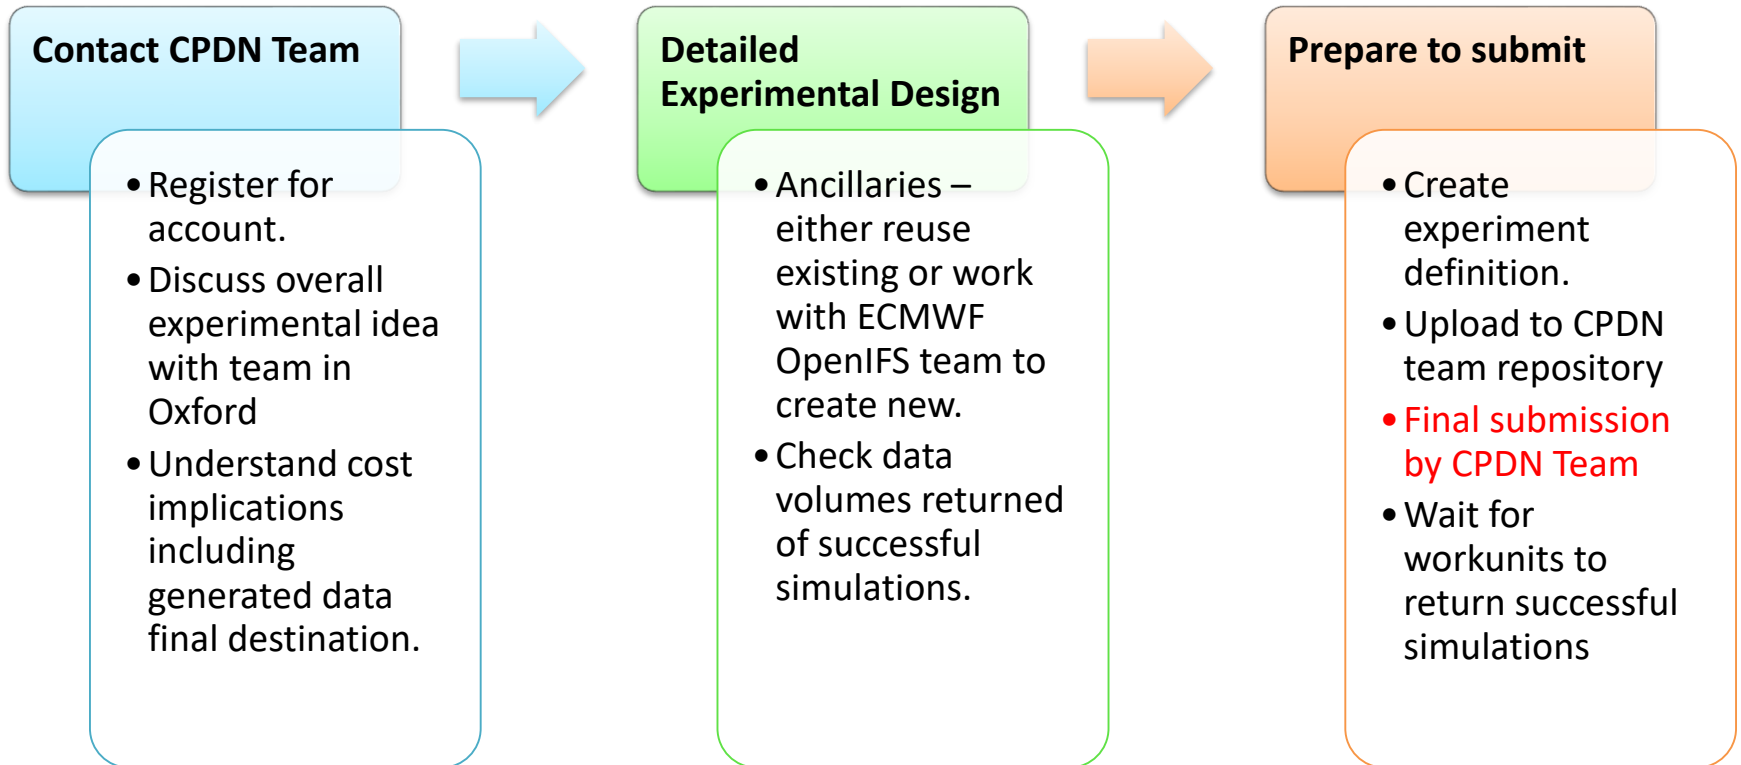 Contact CPDN Team
• Register for
account.
• Discuss overall
experimental idea
with team in
Oxford
• Understand cost
implications
including
generated data
final destination.
Detailed
Experimental Design
• Ancillaries –
either reuse
existing or work
with ECMWF
OpenIFS team to
create new.
• Check data
volumes returned
of successful
simulations.
Prepare to submit
• Create
experiment
definition.
• Upload to CPDN
team repository
• Final submission
by CPDN Team
• Wait for
workunits to
return successful
simulations